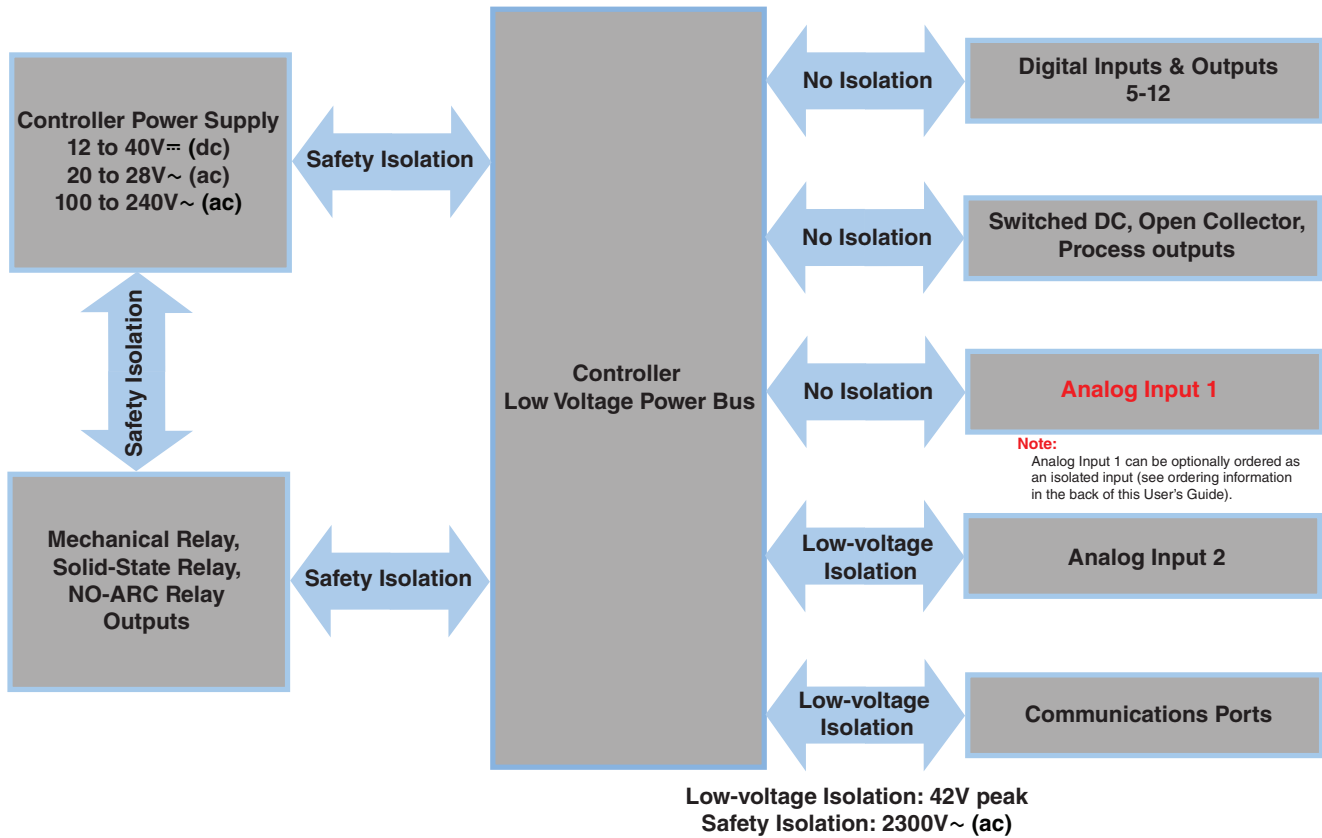 Controller Power Supply
12 to 40V⎓ (dc)
20 to 28V~ (ac)
100 to 240V~ (ac)
Safety Isolation
Safety Isolation
Mechanical Relay,
Solid-State Relay,
NO-ARC Relay
Outputs
Safety Isolation
Controller
Low Voltage Power Bus
No Isolation
Digital Inputs & Outputs
5-12
No Isolation
Switched DC, Open Collector,
Process outputs
No Isolation
Analog Input 1
Note:
Analog Input 1 can be optionally ordered as
an isolated input (see ordering information
in the back of this User's Guide).
Low-voltage
Isolation
Analog Input 2
Low-voltage
Isolation
Communications Ports
Low-voltage Isolation: 42V peak
Safety Isolation: 2300V~ (ac)